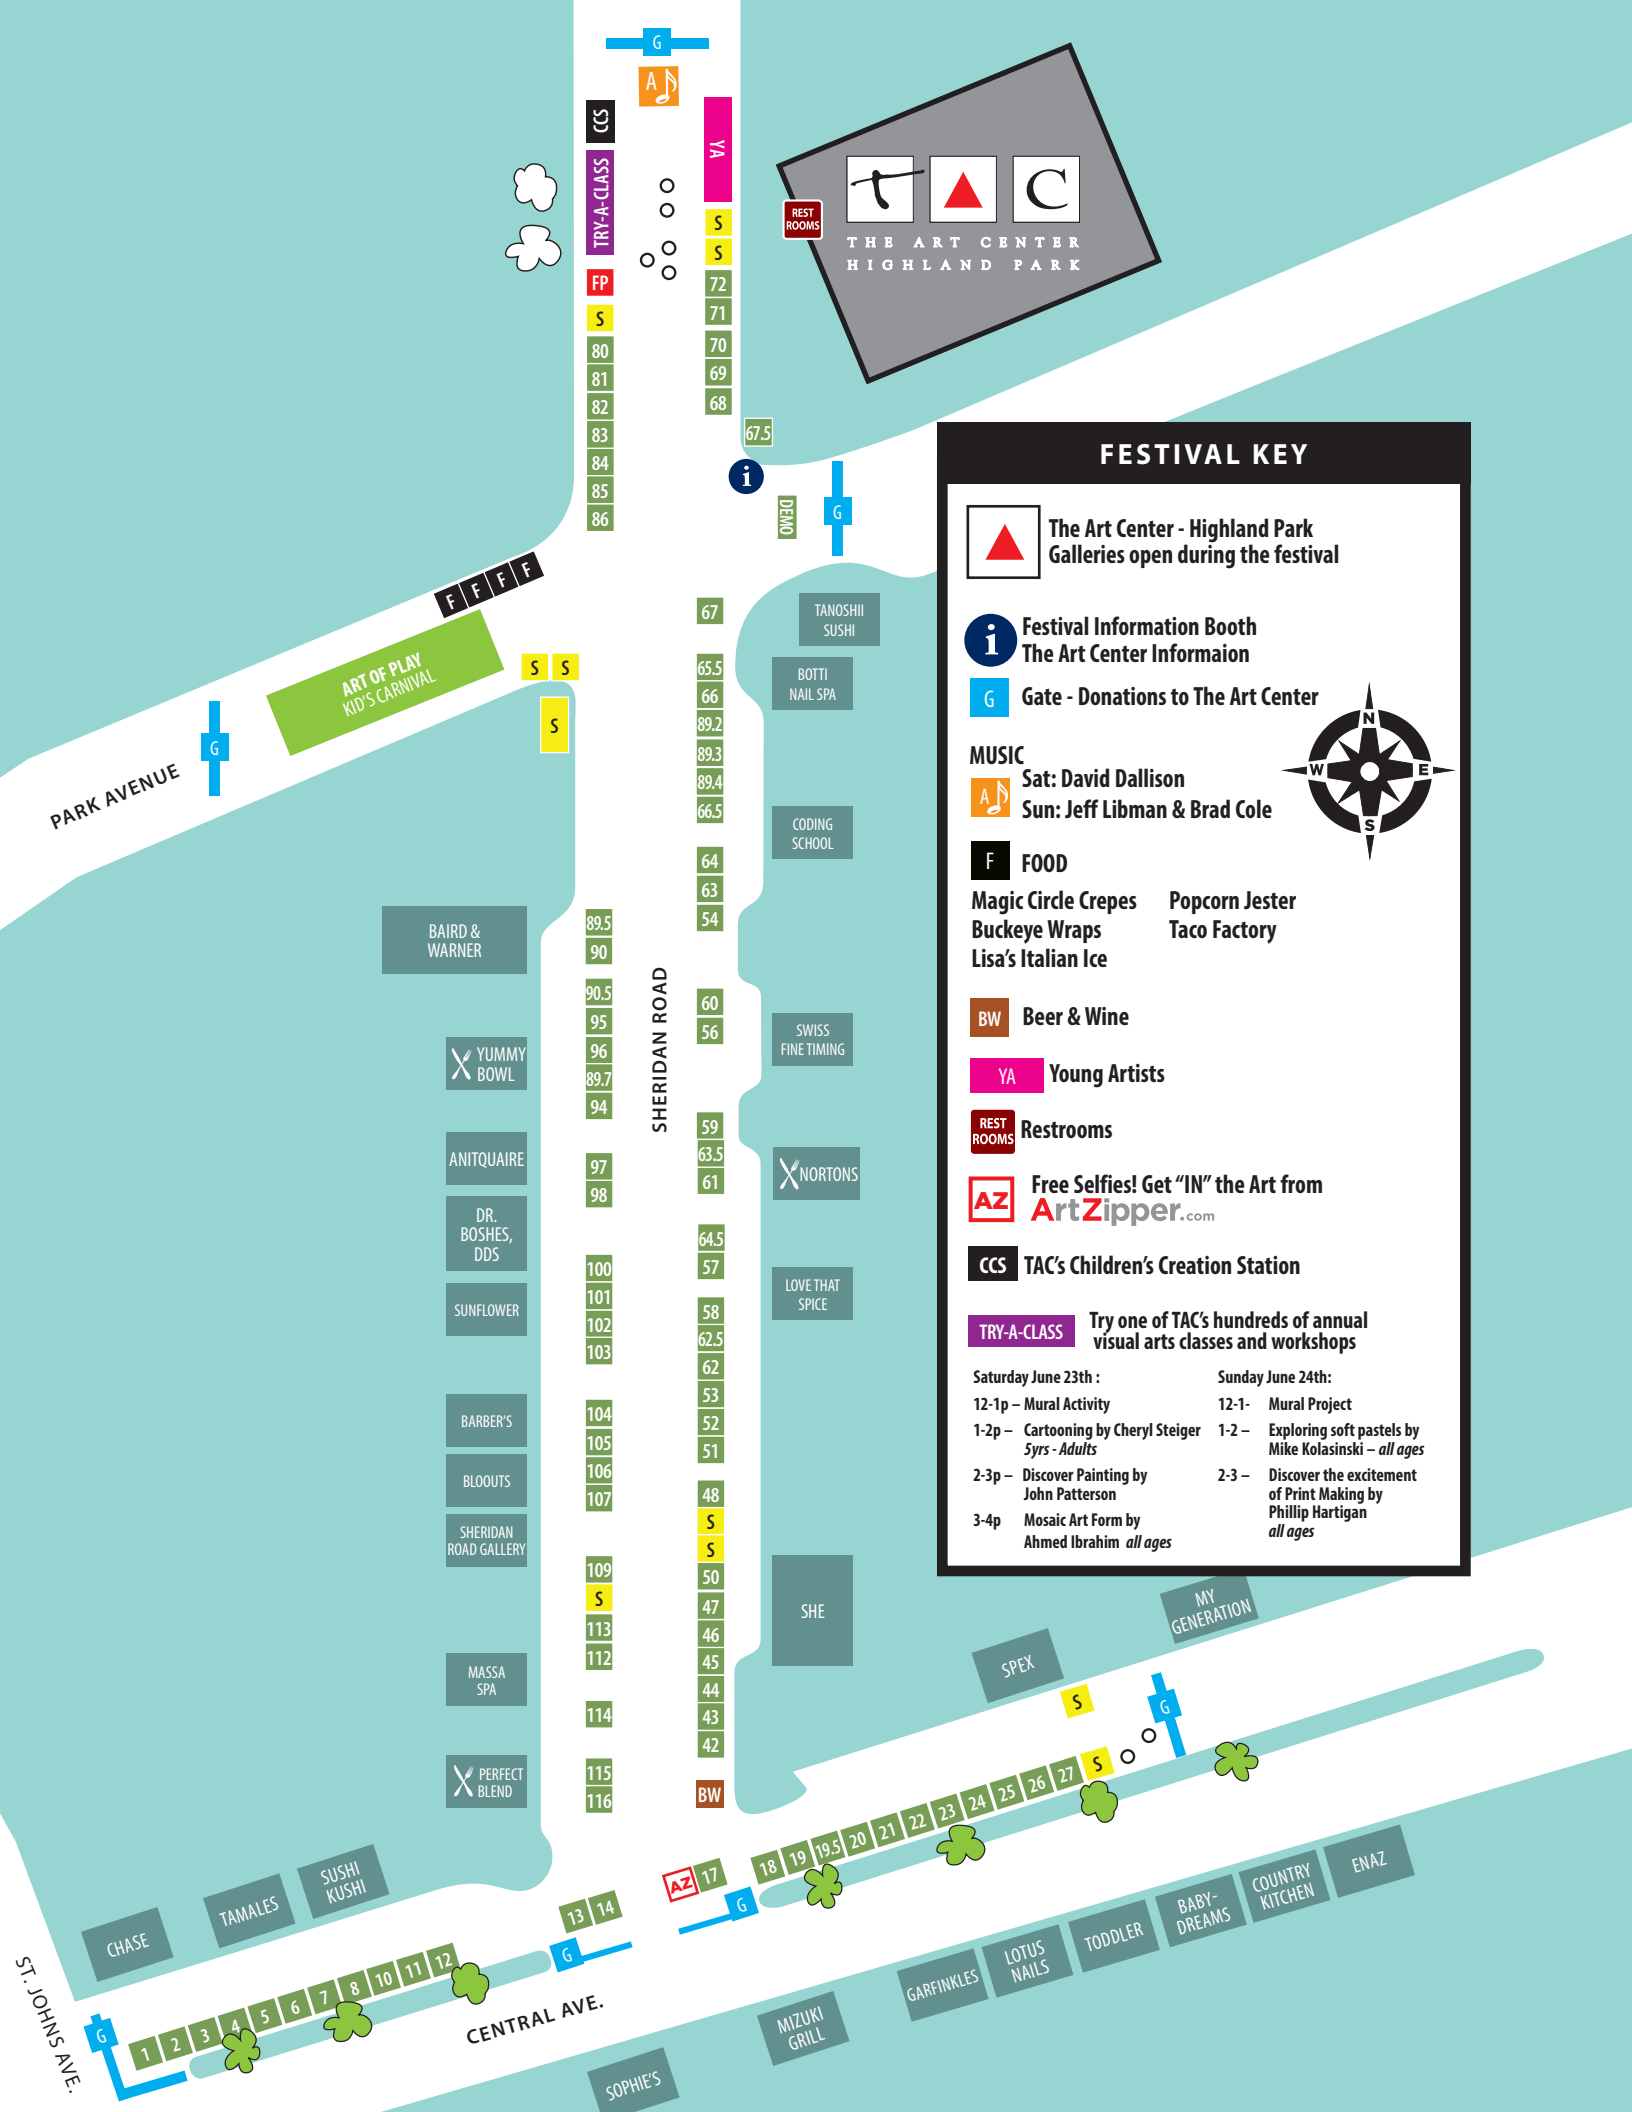 G
A
CCS
YA
TRY-A-CLASS
REST
ROOMS
T
C
THE ART CENTER
HIGHLAND PARK
S
S
FP
S
72
71
70
69
68
67.5
80
81
82
83
84
85
86
i
DEMO
G
F F F F
ART OF PLAY
KID'S CARNIVAL
S S
S
G
PARK AVENUE
67
65.5
66
89.2
89.3
89.4
66.5
64
63
54
60
56
59
63.5
61
64.5
57
58
62.5
62
53
52
51
48
S
S
50
47
46
45
44
43
42
BW
TANOSHII
SUSHI
BOTTI
NAIL SPA
CODING
SCHOOL
SWISS
FINE TIMING
NORTONS
LOVE THAT
SPICE
SHE
SHERIDAN ROAD
89.5
90
90.5
95
96
89.7
94
97
98
100
101
102
103
104
105
106
107
109
S
113
112
114
115
116
BAIRD &
WARNER
YUMMY
BOWL
ANITQUAIRE
DR.
BOSHES,
DDS
SUNFLOWER
BARBER'S
BLOOUTS
SHERIDAN
ROAD GALLERY
MASSA
SPA
PERFECT
BLEND
FESTIVAL KEY
The Art Center - Highland Park
Galleries open during the festival
i
Festival Information Booth
The Art Center Informaion
G Gate - Donations to The Art Center
N
W E
S
MUSIC
A
Sat: David Dallison
Sun: Jeff Libman & Brad Cole
F FOOD
Magic Circle Crepes Popcorn Jester
Buckeye Wraps Taco Factory
Lisa's Italian Ice
BW Beer & Wine
YA Young Artists
REST
ROOMS
Restrooms
AZ
Free Selfies! Get "IN" the Art from
ArtZipper.com
CCS TAC's Children's Creation Station
TRY-A-CLASS
Try one of TAC's hundreds of annual
visual arts classes and workshops
Saturday June 23th :
12-1p – Mural Activity
1-2p – Cartooning by Cheryl Steiger
5yrs - Adults
2-3p – Discover Painting by
John Patterson
3-4p Mosaic Art Form by
Ahmed Ibrahim all ages
Sunday June 24th:
12-1- Mural Project
1-2 – Exploring soft pastels by
Mike Kolasinski – all ages
2-3 – Discover the excitement
of Print Making by
Phillip Hartigan
all ages
MY
GENERATION
SPEX
S
G
S
18 19 19.5 20 21 22 23 24 25 26 27
AZ 17
G
13 14
G
CHASE
TAMALES
SUSHI
KUSHI
1 2 3 4 5 6 7 8 10 11 12
G
ST. JOHNS AVE.
CENTRAL AVE.
SOPHIE'S
MIZUKI
GRILL
GARFINKLES
LOTUS
NAILS
TODDLER
BABY-
DREAMS
COUNTRY
KITCHEN
ENAZ